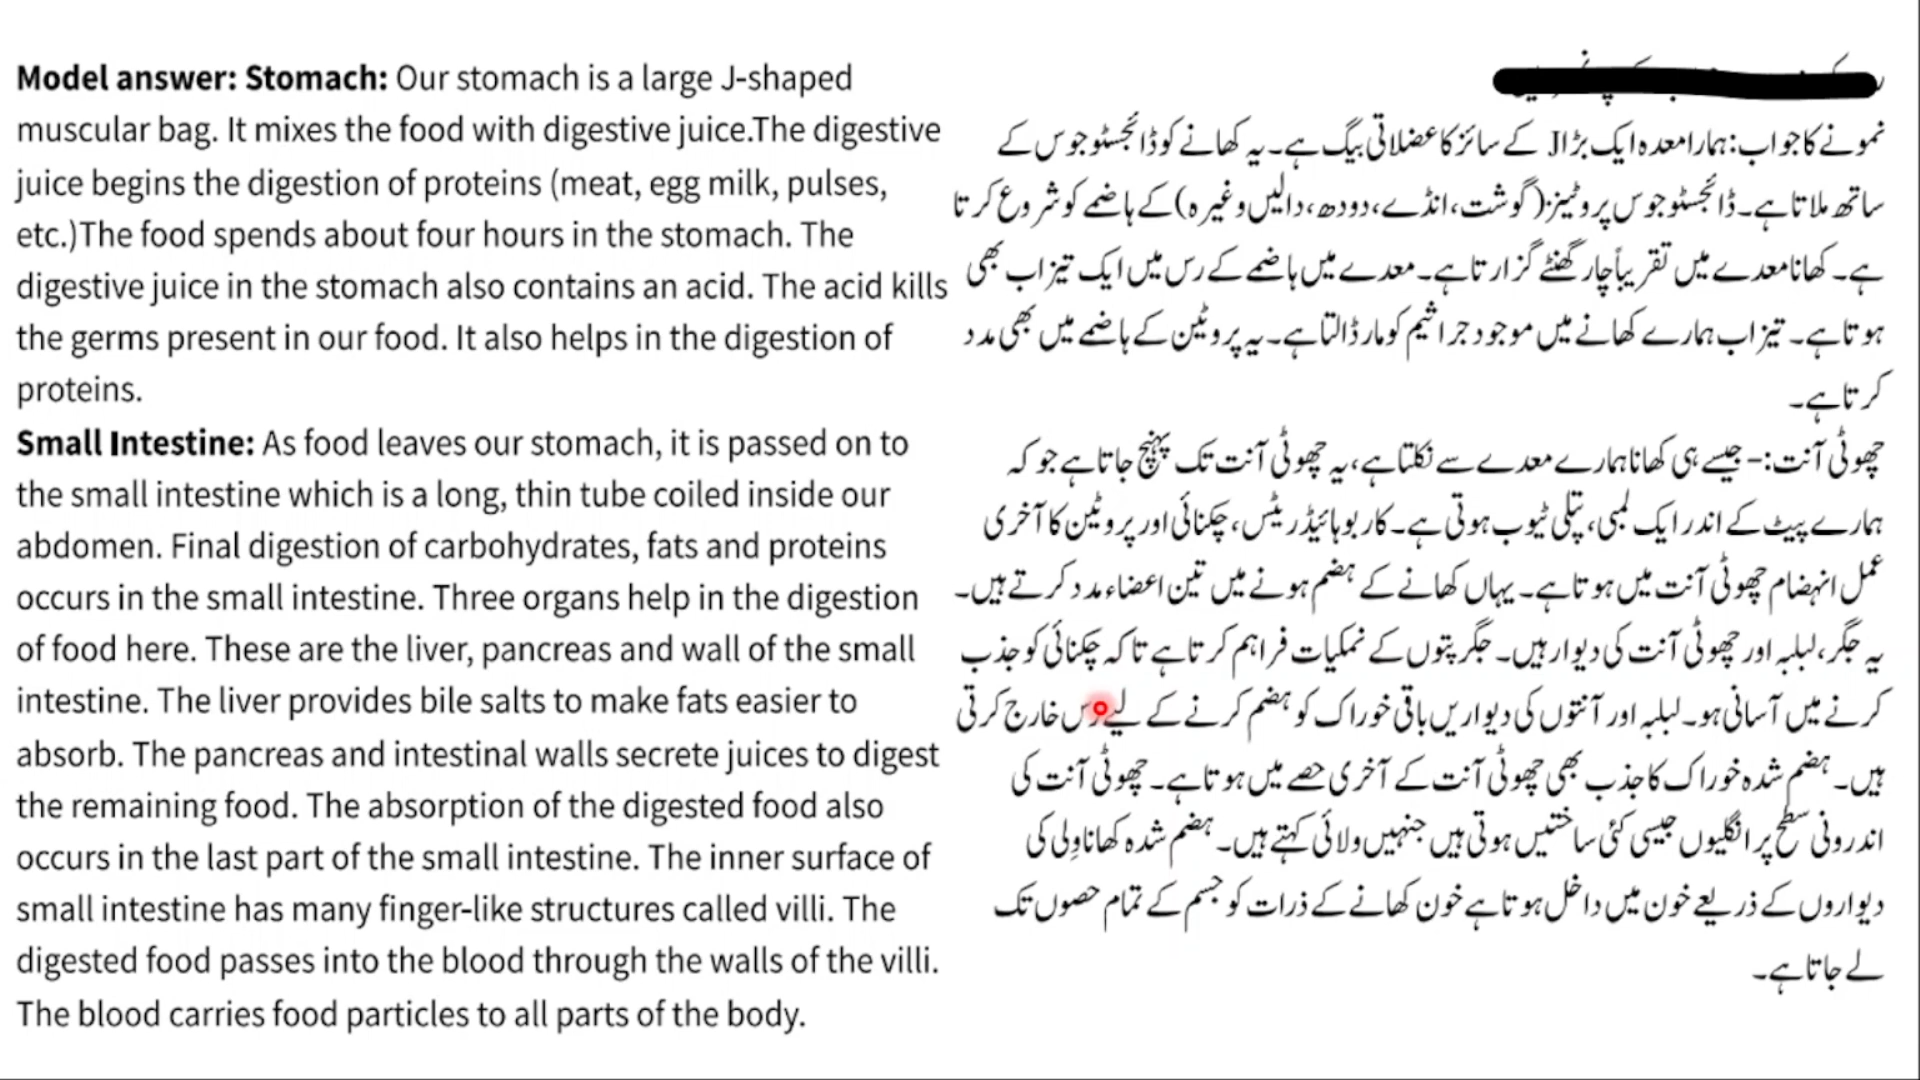 Model answer: Stomach: Our stomach is a large J-shaped
muscular bag. It mixes the food with digestive juice.The digestive
juice begins the digestion of proteins (meat, egg milk, pulses,
etc.)The food spends about four hours in the stomach. The
digestive juice in the stomach also contains an acid. The acid kills
the germs present in our food. It also helps in the digestion of
proteins.
Small Intestine: As food leaves our stomach, it is passed on to
the small intestine which is a long, thin tube coiled inside our
abdomen. Final digestion of carbohydrates, fats and proteins
occurs in the small intestine. Three organs help in the digestion
of food here. These are the liver, pancreas and wall of the small
intestine. The liver provides bile salts to make fats easier to
absorb. The pancreas and intestinal walls secrete juices to digest
the remaining food. The absorption of the digested food also
occurs in the last part of the small intestine. The inner surface of
small intestine has many finger-like structures called villi. The
digested food passes into the blood through the walls of the villi.
The blood carries food particles to all parts of the body.
نمونے کا جواب: ہمارا معدہ ایک بڑا J کے سائز کا عضلاتی بیگ ہے۔ یہ کھانے کو ڈائجسٹو جوس کے
ساتھ ملاتا ہے۔ ڈائجسٹو جوس پروٹینز (گوشت، انڈے، دودھ، دالیں وغیرہ) کے ہاضمے کو شروع کرتا
ہے۔ کھانا معدے میں تقریباً چار گھنٹے گزارتا ہے۔ معدے میں ہاضمے کے رس میں ایک تیزاب بھی
ہوتا ہے۔ تیزاب ہمارے کھانے میں موجود جراثیم کو مار ڈالتا ہے۔ یہ پروٹین کے ہاضمے میں بھی مدد
کرتا ہے۔
چھوٹی آنت:- جیسے ہی کھانا ہمارے معدے سے نکلتا ہے، یہ چھوٹی آنت تک پہنچ جاتا ہے جو کہ
ہمارے پیٹ کے اندر ایک لمبی، پتلی ٹیوب ہوتی ہے۔ کاربوہائیڈریٹس، چکنائی اور پروٹین کا آخری
عمل انہضام چھوٹی آنت میں ہوتا ہے۔ یہاں کھانے کے ہضم ہونے میں تین اعضاء مدد کرتے ہیں۔
یہ جگر، لبلبہ اور چھوٹی آنت کی دیوار ہیں۔ جگر پتوں کے نمکیات فراہم کرتا ہے تاکہ چکنائی کو جذب
کرنے میں آسانی ہو۔ لبلبہ اور آنتوں کی دیواریں باقی خوراک کو ہضم کرنے کے لیے رس خارج کرتی
ہیں۔ ہضم شدہ خوراک کا جذب بھی چھوٹی آنت کے آخری حصے میں ہوتا ہے۔ چھوٹی آنت کی
اندرونی سطح پر انگلیوں جیسی کئی ساختیں ہوتی ہیں جنہیں ولائی کہتے ہیں۔ ہضم شدہ کھانا وِلی کی
دیواروں کے ذریعے خون میں داخل ہوتا ہے خون کھانے کے ذرات کو جسم کے تمام حصوں تک
لے جاتا ہے۔